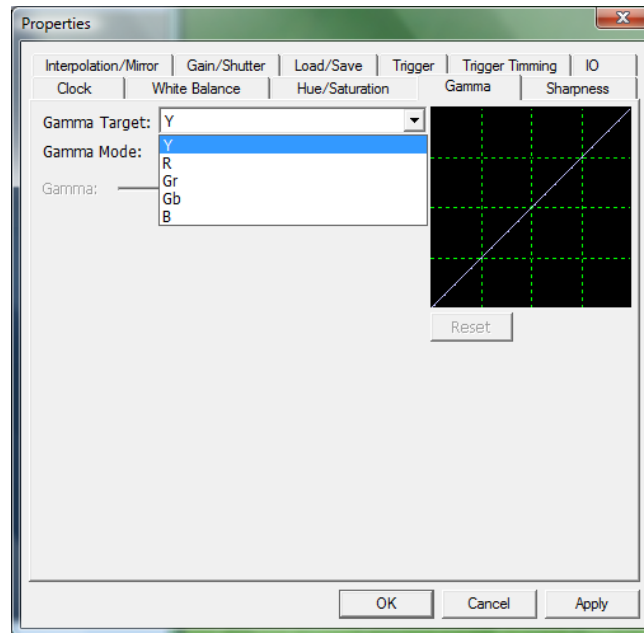 Properties
Interpolation/Mirror Gain/Shutter Load/Save Trigger Trigger Timming IO
Clock White Balance Hue/Saturation Gamma Sharpness
Gamma Target: Y
Gamma Mode: Y
R
Gamma: Gr
Gb
B
Reset
OK Cancel Apply